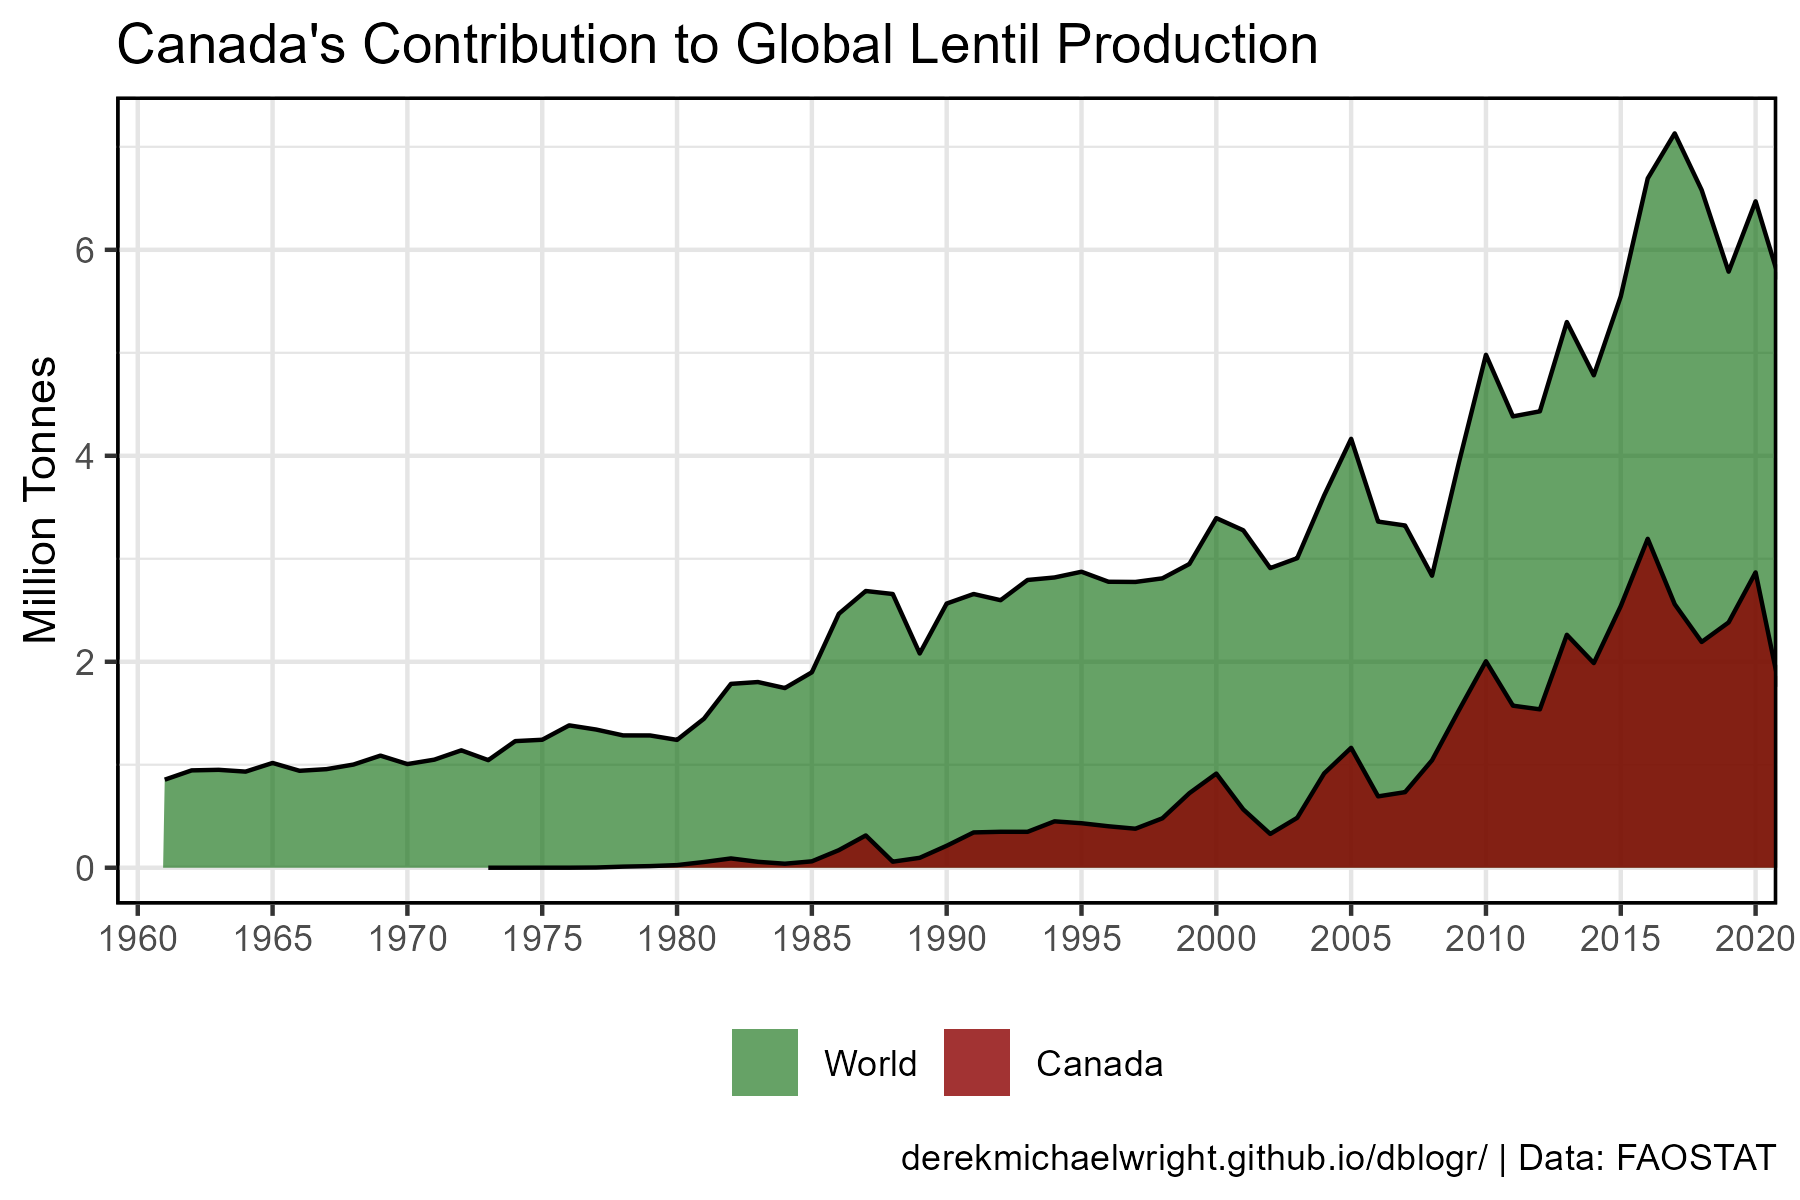 Canada's Contribution to Global Lentil Production
Million Tonnes
6
4
2
0
1960 1965 1970 1975 1980 1985 1990 1995 2000 2005 2010 2015 2020
World Canada
derekmichaelwright.github.io/dblogr/ | Data: FAOSTAT